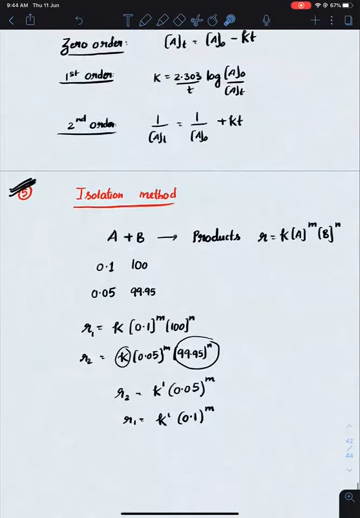 9:44 AM Thu 11 Jun
67%
Zero order: [A]t = [A]0 - kt
1st order K = 2.303/t log [A]0/[A]t
2nd order 1/[A]t = 1/[A]0 + kt
5 Isolation method
A + B → Products r = K[A]^m [B]^n
0.1 100
0.05 99.95
r1 = K [0.1]^m (100)^n
r2 = K (0.05)^m (99.95)^n
r2 = K' (0.05)^m
r1 = K' (0.1)^m
42
44